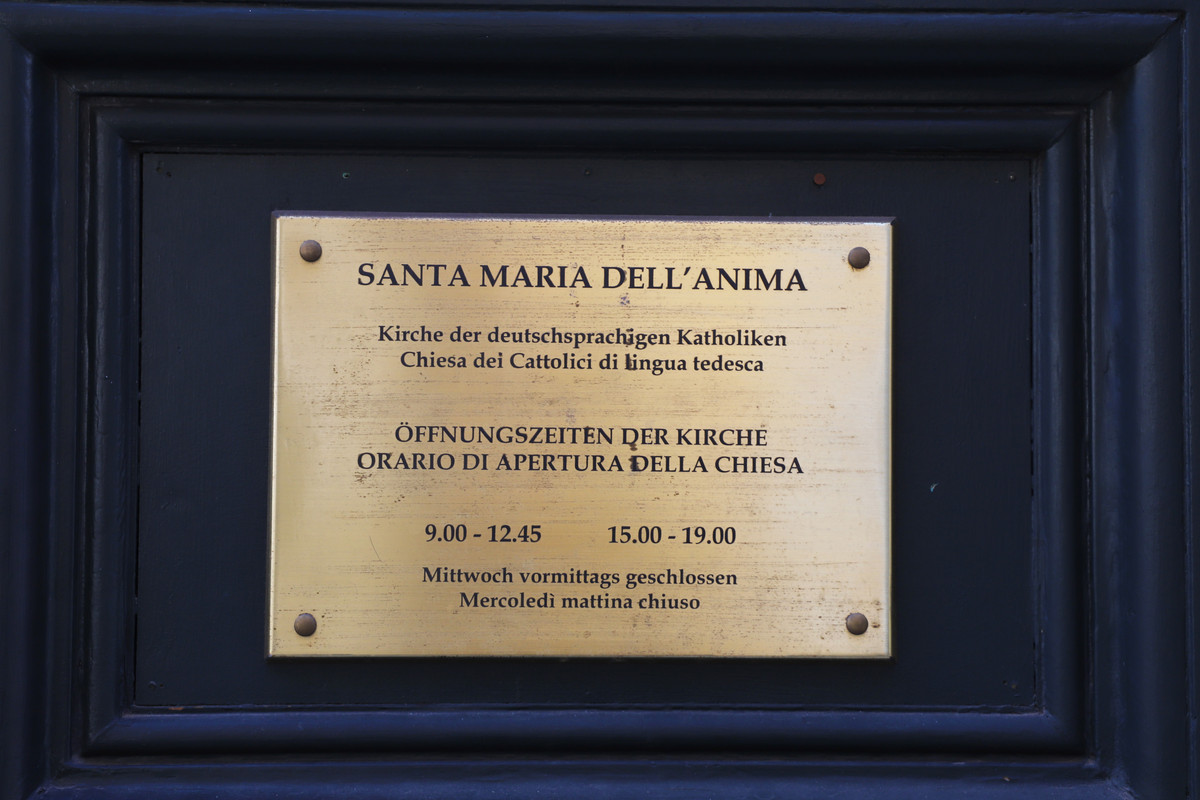 SANTA MARIA DELL'ANIMA
Kirche der deutschsprachigen Katholiken
Chiesa dei Cattolici di lingua tedesca
ÖFFNUNGSZEITEN DER KIRCHE
ORARIO DI APERTURA DELLA CHIESA
9.00 - 12.45 15.00 - 19.00
Mittwoch vormittags geschlossen
Mercoledì mattina chiuso